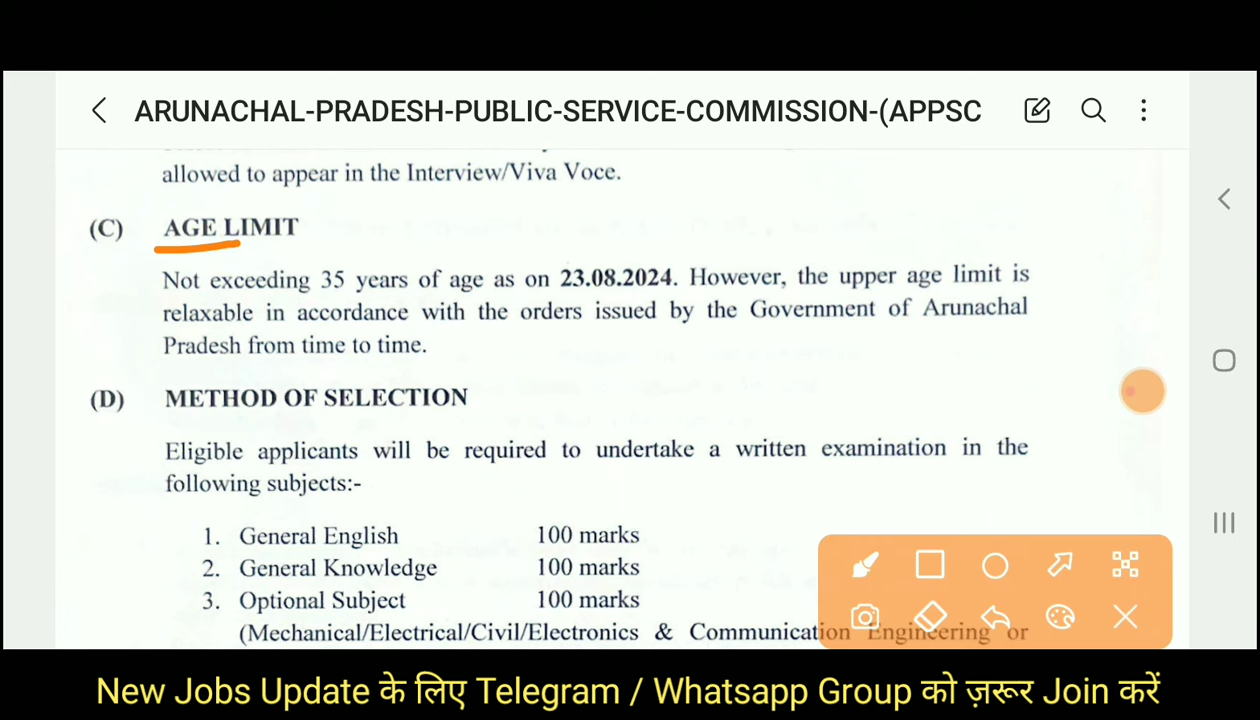 ARUNACHAL-PRADESH-PUBLIC-SERVICE-COMMISSION-(APPSC
allowed to appear in the Interview/Viva Voce.
(C) AGE LIMIT
Not exceeding 35 years of age as on 23.08.2024. However, the upper age limit is
relaxable in accordance with the orders issued by the Government of Arunachal
Pradesh from time to time.
(D) METHOD OF SELECTION
Eligible applicants will be required to undertake a written examination in the
following subjects:-
1. General English 100 marks
2. General Knowledge 100 marks
3. Optional Subject 100 marks
(Mechanical/Electrical/Civil/Electronics & Communication Engineering or
New Jobs Update के लिए Telegram / Whatsapp Group को ज़रूर Join करें